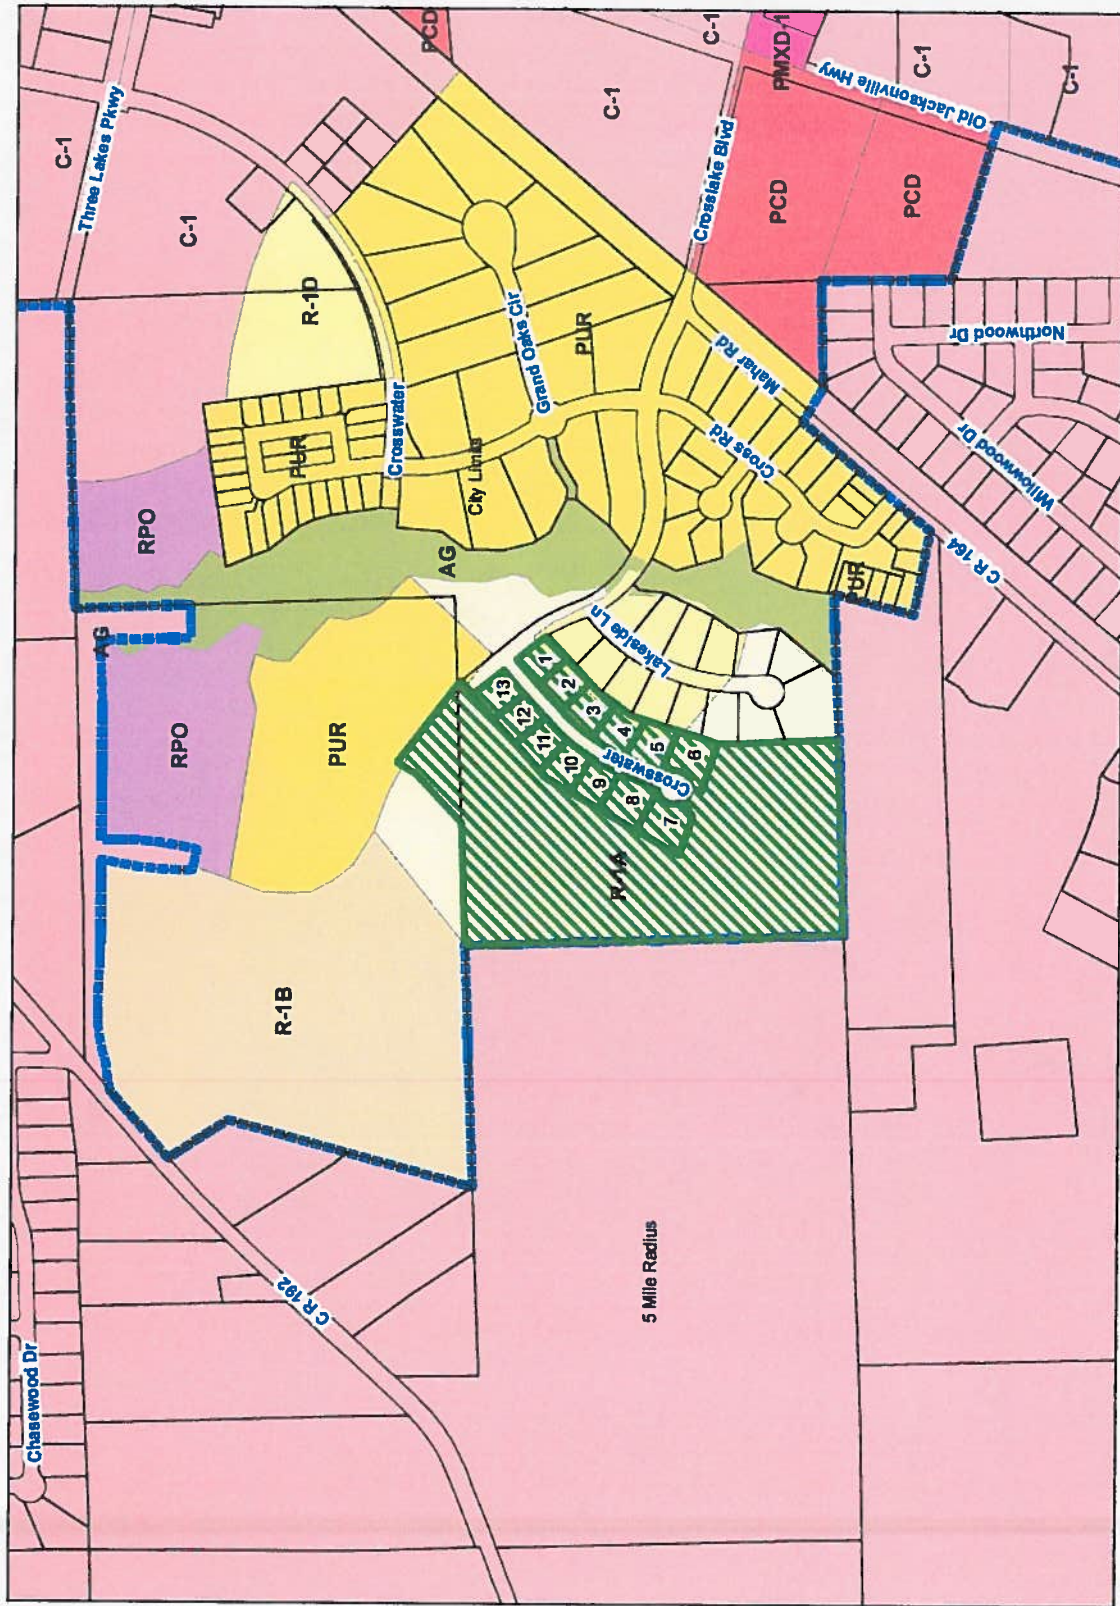 Three Lakes Pkwy
C-1
C-1
PCD
C-1
C-1
PMXD-1
C-1
C-1
Old Jacksonville Hwy
Crosslake Blvd
PCD
PCD
R-1D
PUR
Crosswater
Grand Oaks Cir
PUR
City Limits
Mahar Rd
Cross Rd
Northwood Dr
Willowwood Dr
C R 164
PUR
RPO
AG
AG
RPO
PUR
Lakeside Ln
1
2
3
4
5
6
7
8
9
10
11
12
13
Crosswater
R-1A
R-1B
C R 192
Chasewood Dr
5 Mile Radius